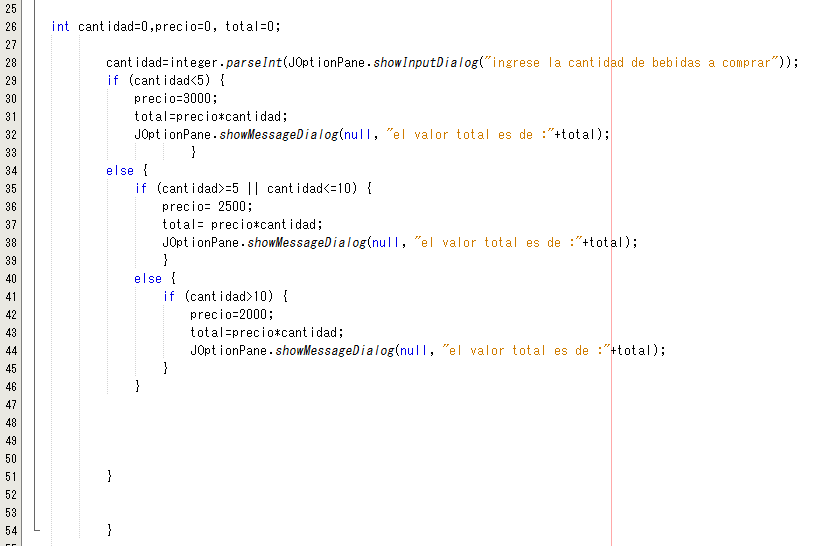 25
26 int cantidad=0,precio=0, total=0;
27
28 cantidad=integer.parseInt(JOptionPane.showInputDialog("ingrese la cantidad de bebidas a comprar"));
29 if (cantidad<5) {
30 precio=3000;
31 total=precio*cantidad;
32 JOptionPane.showMessageDialog(null, "el valor total es de :"+total);
33 }
34 else {
35 if (cantidad>=5 || cantidad<=10) {
36 precio= 2500;
37 total= precio*cantidad;
38 JOptionPane.showMessageDialog(null, "el valor total es de :"+total);
39 }
40 else {
41 if (cantidad>10) {
42 precio=2000;
43 total=precio*cantidad;
44 JOptionPane.showMessageDialog(null, "el valor total es de :"+total);
45 }
46 }
47
48
49
50
51 }
52
53
54 }